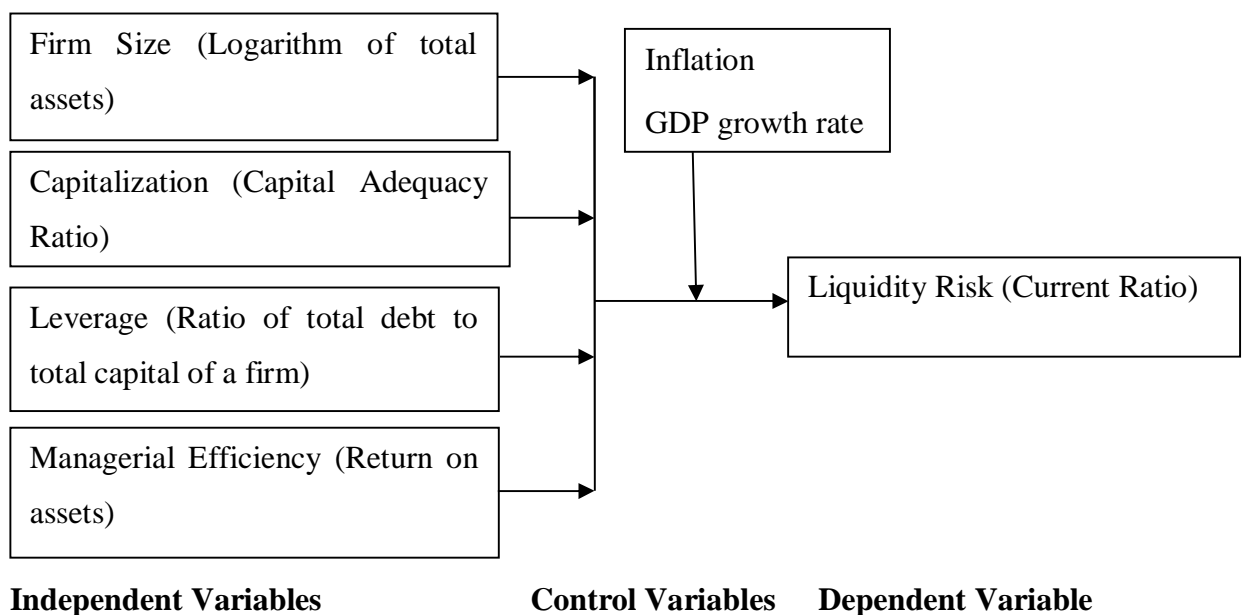 Firm Size (Logarithm of total
assets)
Capitalization (Capital Adequacy
Ratio)
Leverage (Ratio of total debt to
total capital of a firm)
Managerial Efficiency (Return on
assets)
Inflation
GDP growth rate
Liquidity Risk (Current Ratio)
Independent Variables
Control Variables
Dependent Variable